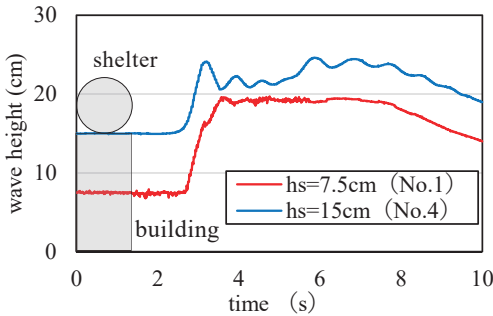 30
shelter
20
wave height (cm)
10
hs=7.5cm（No.1）
hs=15cm（No.4）
building
0
0 2 4 6 8 10
time （s）